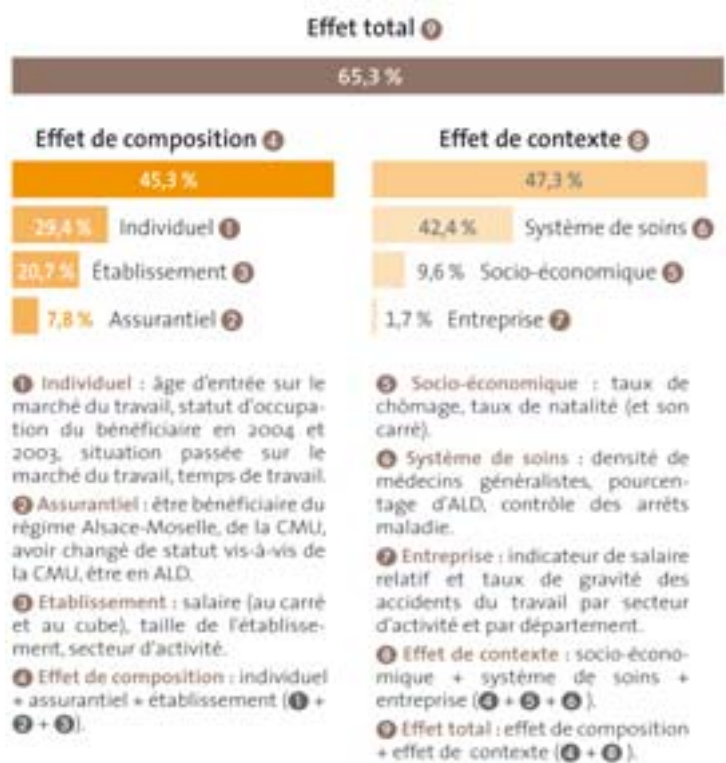 Effet total ❾
65,3 %
Effet de composition ❹
45,3 %
29,4 % Individuel ❶
20,7 % Établissement ❸
7,8 % Assurantiel ❷
❶ Individuel : âge d'entrée sur le
marché du travail, statut d'occupa-
tion du bénéficiaire en 2004 et
2003, situation passée sur le
marché du travail, temps de travail.
❷ Assurantiel : être bénéficiaire du
régime Alsace-Moselle, de la CMU,
avoir changé de statut vis-à-vis de
la CMU, être en ALD.
❸ Etablissement : salaire (au carré
et au cube), taille de l'établisse-
ment, secteur d'activité.
❹ Effet de composition : individuel
+ assurantiel + établissement (❶ +
❷ + ❸).
Effet de contexte ❽
47,3 %
42,4 % Système de soins ❻
9,6 % Socio-économique ❺
1,7 % Entreprise ❼
❺ Socio-économique : taux de
chômage, taux de natalité (et son
carré).
❻ Système de soins : densité de
médecins généralistes, pourcen-
tage d'ALD, contrôle des arrêts
maladie.
❼ Entreprise : indicateur de salaire
relatif et taux de gravité des
accidents du travail par secteur
d'activité et par département.
❽ Effet de contexte : socio-écono-
mique + système de soins +
entreprise (❹ + ❺ + ❻ ).
❾ Effet total : effet de composition
+ effet de contexte (❹ + ❽ ).